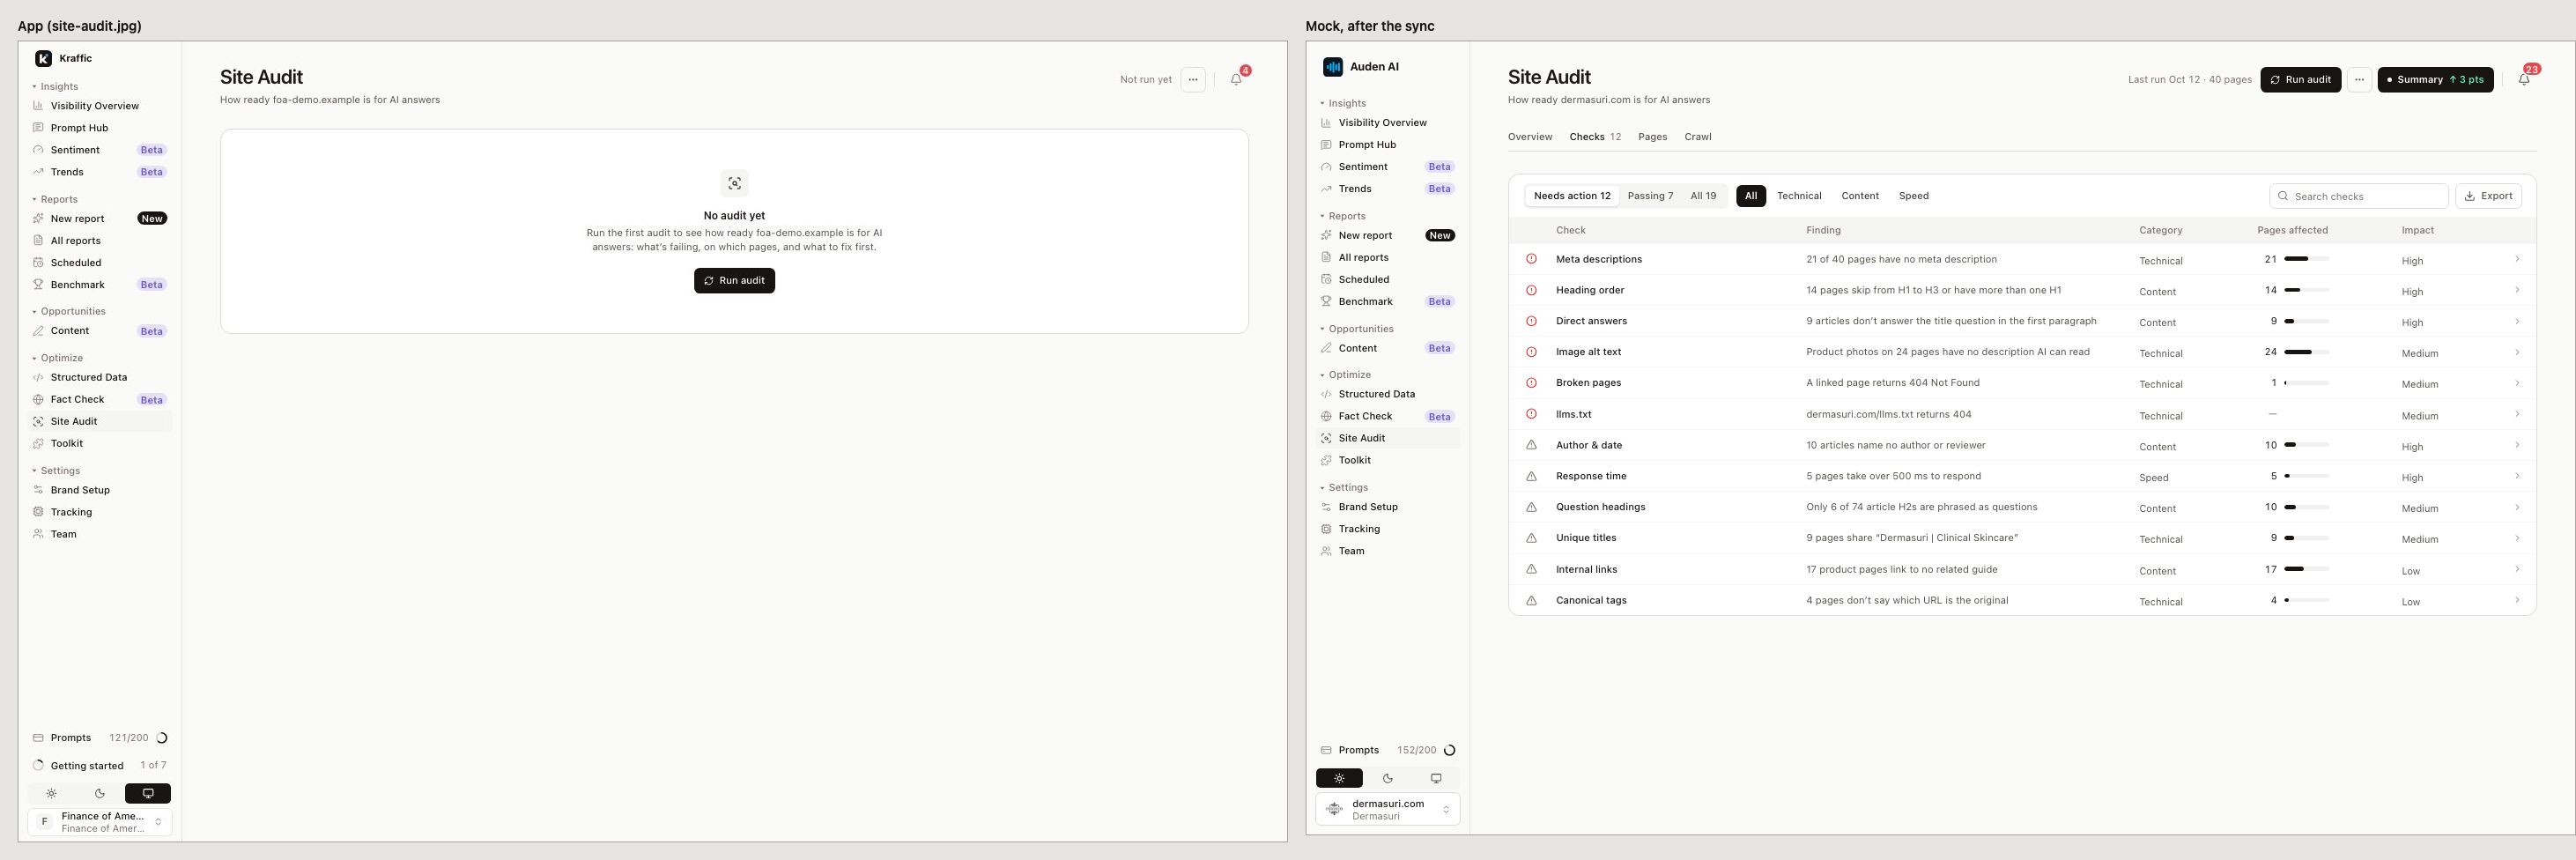 App (site-audit.jpg)
Kraffic
Insights
Visibility Overview
Prompt Hub
Sentiment Beta
Trends Beta
Reports
New report New
All reports
Scheduled
Benchmark Beta
Opportunities
Content Beta
Optimize
Structured Data
Fact Check Beta
Site Audit
Toolkit
Settings
Brand Setup
Tracking
Team
Prompts 121/200
Getting started 1 of 7
F Finance of Ame...
Finance of Amer...
Site Audit
How ready foa-demo.example is for AI answers
Not run yet
4
No audit yet
Run the first audit to see how ready foa-demo.example is for AI
answers: what's failing, on which pages, and what to fix first.
Run audit
Mock, after the sync
Auden AI
Insights
Visibility Overview
Prompt Hub
Sentiment Beta
Trends Beta
Reports
New report New
All reports
Scheduled
Benchmark Beta
Opportunities
Content Beta
Optimize
Structured Data
Fact Check Beta
Site Audit
Toolkit
Settings
Brand Setup
Tracking
Team
Prompts 152/200
dermasuri.com
Dermasuri
Site Audit
How ready dermasuri.com is for AI answers
Last run Oct 12 · 40 pages Run audit Summary ↑ 3 pts 23
Overview Checks 12 Pages Crawl
Needs action 12 Passing 7 All 19 All Technical Content Speed Search checks Export
Check Finding Category Pages affected Impact
Meta descriptions 21 of 40 pages have no meta description Technical 21 High
Heading order 14 pages skip from H1 to H3 or have more than one H1 Content 14 High
Direct answers 9 articles don't answer the title question in the first paragraph Content 9 High
Image alt text Product photos on 24 pages have no description AI can read Technical 24 Medium
Broken pages A linked page returns 404 Not Found Technical 1 Medium
llms.txt dermasuri.com/llms.txt returns 404 Technical — Medium
Author & date 10 articles name no author or reviewer Content 10 High
Response time 5 pages take over 500 ms to respond Speed 5 High
Question headings Only 6 of 74 article H2s are phrased as questions Content 10 Medium
Unique titles 9 pages share “Dermasuri | Clinical Skincare” Technical 9 Medium
Internal links 17 product pages link to no related guide Content 17 Low
Canonical tags 4 pages don't say which URL is the original Technical 4 Low